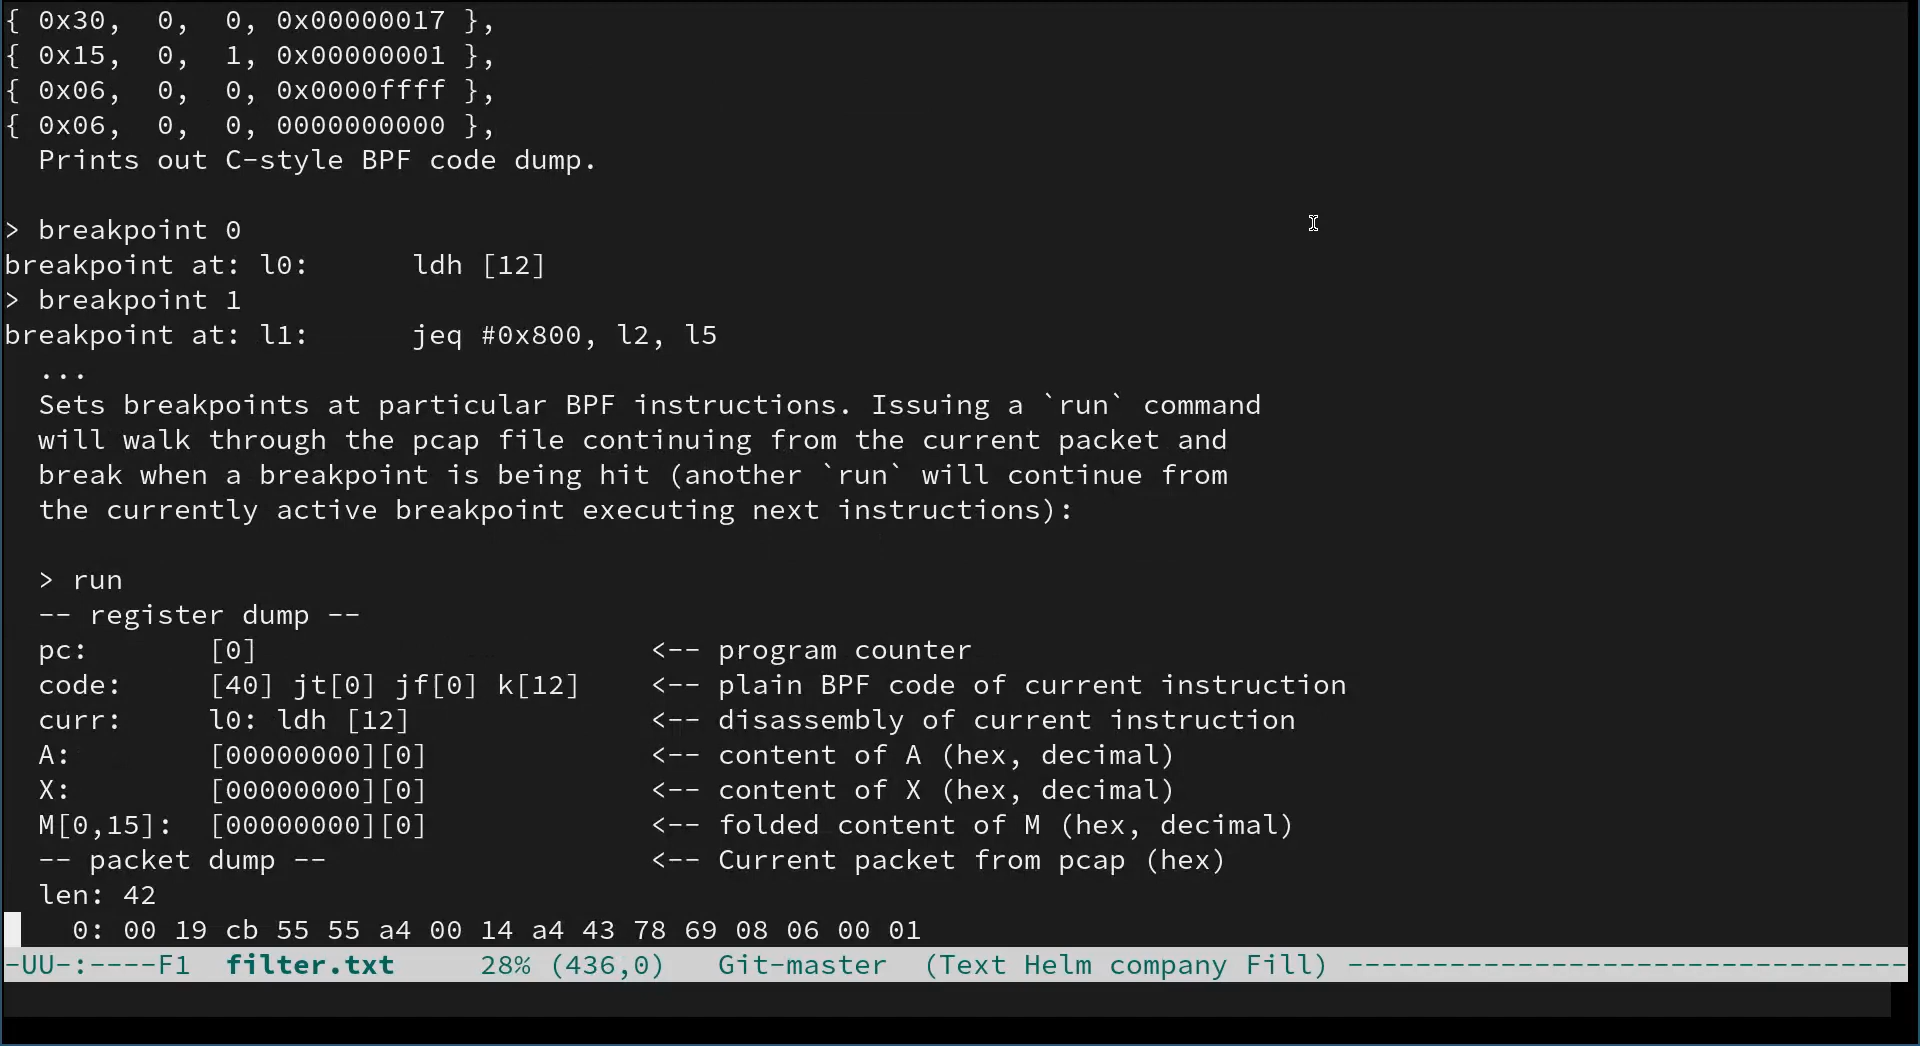 { 0x30,  0,  0, 0x00000017 },
{ 0x15,  0,  1, 0x00000001 },
{ 0x06,  0,  0, 0x0000ffff },
{ 0x06,  0,  0, 0000000000 },
  Prints out C-style BPF code dump.

> breakpoint 0
breakpoint at: l0:      ldh [12]
> breakpoint 1
breakpoint at: l1:      jeq #0x800, l2, l5
  ...
  Sets breakpoints at particular BPF instructions. Issuing a `run` command
  will walk through the pcap file continuing from the current packet and
  break when a breakpoint is being hit (another `run` will continue from
  the currently active breakpoint executing next instructions):

  > run
  -- register dump --
  pc:       [0]                       <-- program counter
  code:     [40] jt[0] jf[0] k[12]    <-- plain BPF code of current instruction
  curr:     l0: ldh [12]              <-- disassembly of current instruction
  A:        [00000000][0]             <-- content of A (hex, decimal)
  X:        [00000000][0]             <-- content of X (hex, decimal)
  M[0,15]:  [00000000][0]             <-- folded content of M (hex, decimal)
  -- packet dump --                   <-- Current packet from pcap (hex)
  len: 42
    0: 00 19 cb 55 55 a4 00 14 a4 43 78 69 08 06 00 01
-UU-:----F1  filter.txt     28% (436,0)   Git-master  (Text Helm company Fill) ---------------------------------